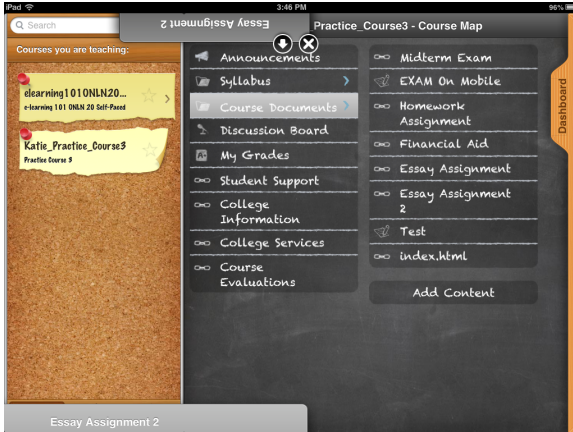 iPad
3:46 PM
96%
Search
Essay Assignment 2
Practice_Course3 - Course Map
Courses you are teaching:
elearning101ONLN20...
e-learning 101 ONLN 20 Self-Paced
Katie_Practice_Course3
Practice Course 3
Announcements
Syllabus
Course Documents
Discussion Board
A+
My Grades
Student Support
College
Information
College Services
Course
Evaluations
Midterm Exam
EXAM On Mobile
Homework
Assignment
Financial Aid
Essay Assignment
Essay Assignment
2
Test
index.html
Add Content
Dashboard
Essay Assignment 2